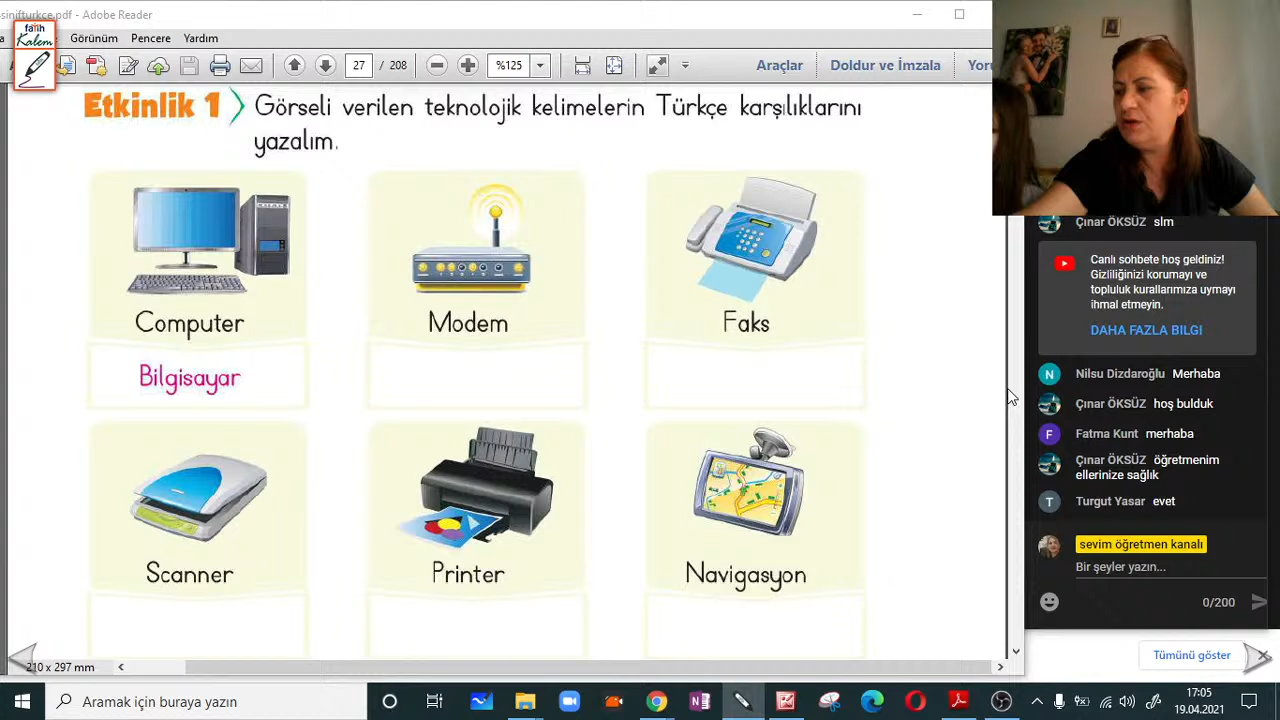 sinifturkce.pdf - Adobe Reader
fatih
Kalem
a Görünüm Pencere Yardım
27 / 208
%125
Araçlar
Doldur ve İmzala
Yoru
Etkinlik 1 Görseli verilen teknolojik kelimelerin Türkçe karşılıklarını
yazalım.
Computer
Modem
Faks
Bilgisayar
Scanner
Printer
Navigasyon
210 x 297 mm
Çınar ÖKSÜZ slm
Canlı sohbete hoş geldiniz!
Gizliliğinizi korumayı ve
topluluk kurallarımıza uymayı
ihmal etmeyin.
DAHA FAZLA BILGI
Nilsu Dizdaroğlu Merhaba
Çınar ÖKSÜZ hoş bulduk
F Fatma Kunt merhaba
Çınar ÖKSÜZ öğretmenim
ellerinize sağlık
T Turgut Yasar evet
sevim öğretmen kanalı
Bir şeyler yazın...
0/200
Tümünü göster
Aramak için buraya yazın
17:05
19.04.2021